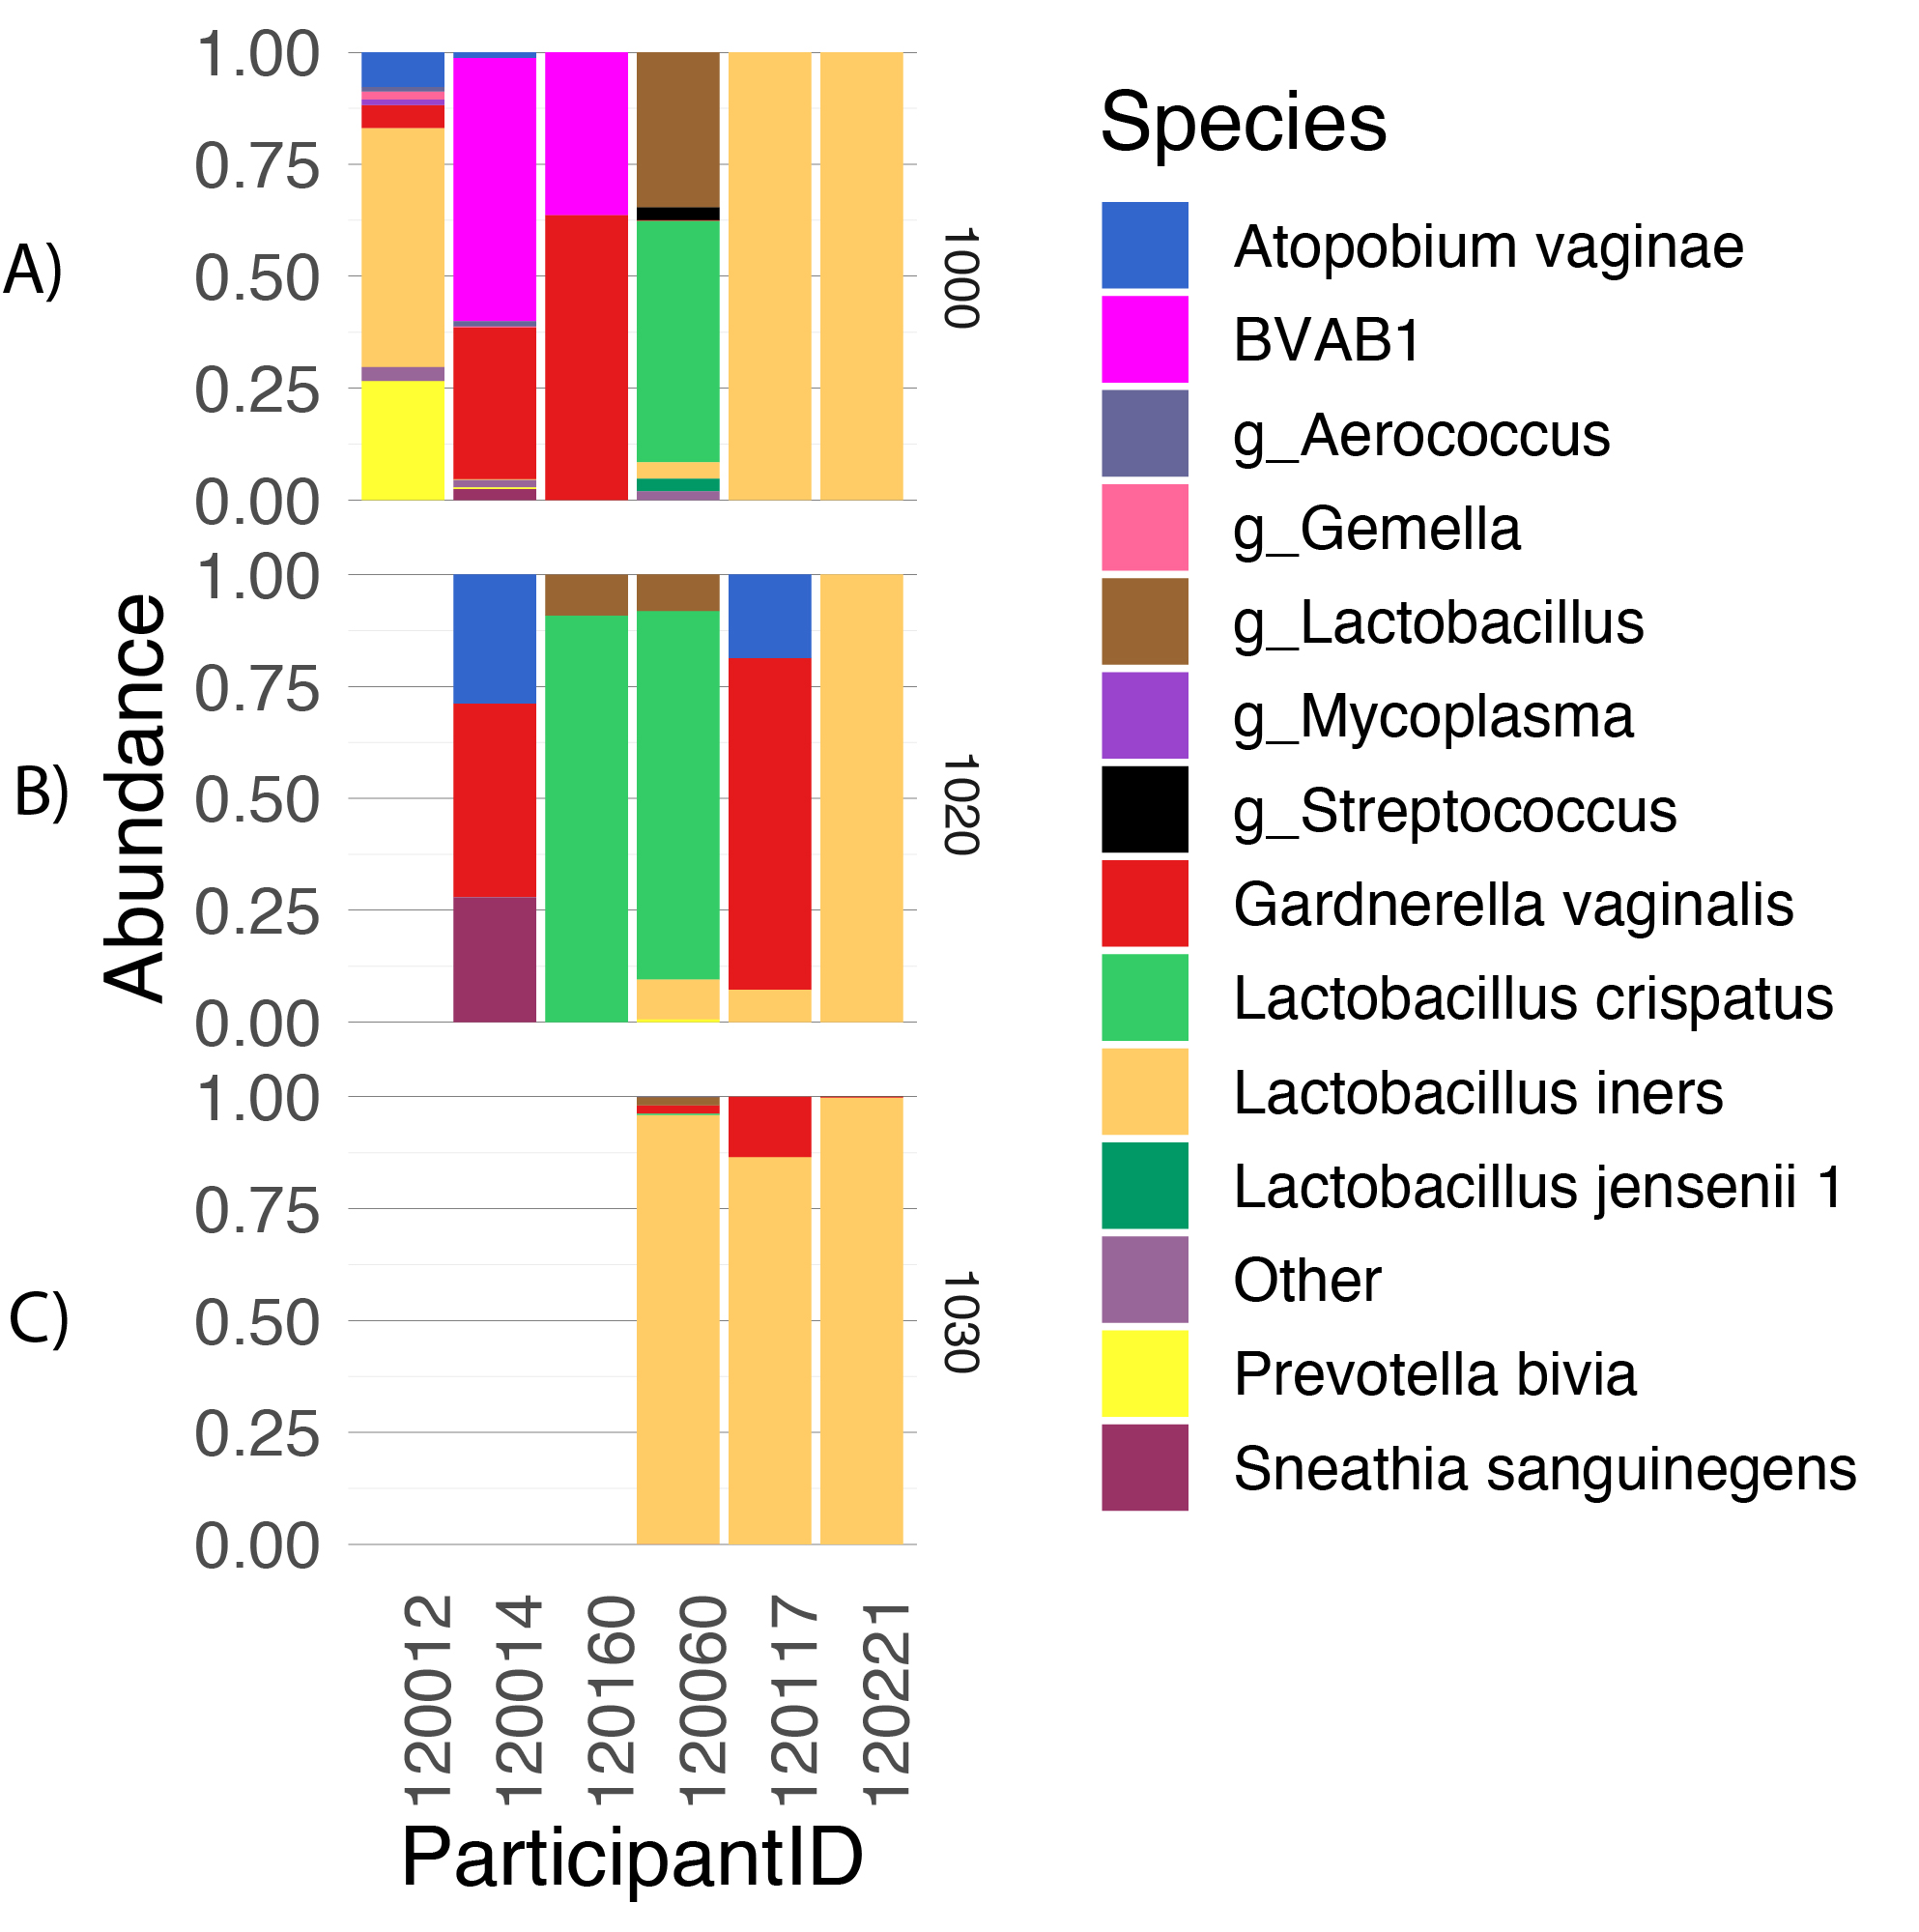 A)
1.00
0.75
0.50
0.25
0.00
1000
B)
Abundance
1.00
0.75
0.50
0.25
0.00
1020
C)
1.00
0.75
0.50
0.25
0.00
1030
120012
120014
120160
120060
120117
120221
ParticipantID
Species
Atopobium vaginae
BVAB1
g_Aerococcus
g_Gemella
g_Lactobacillus
g_Mycoplasma
g_Streptococcus
Gardnerella vaginalis
Lactobacillus crispatus
Lactobacillus iners
Lactobacillus jensenii 1
Other
Prevotella bivia
Sneathia sanguinegens